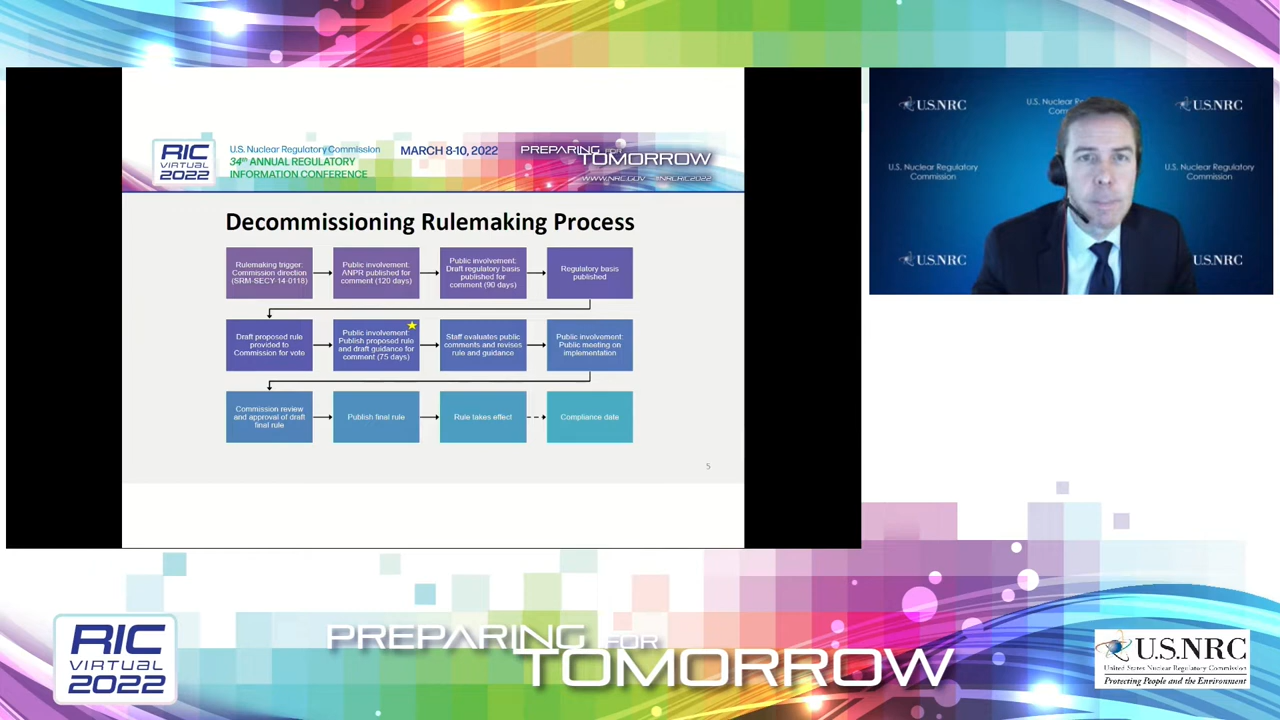 RIC
VIRTUAL
2022
U.S. Nuclear Regulatory Commission
34th ANNUAL REGULATORY
INFORMATION CONFERENCE
MARCH 8-10, 2022
PREPARING FOR
TOMORROW
WWW.NRC.GOV #NRCRIC2022
Decommissioning Rulemaking Process
Rulemaking trigger:
Commission direction
(SRM-SECY-14-0118)
Public involvement:
ANPR published for
comment (120 days)
Public involvement:
Draft regulatory basis
published for
comment (90 days)
Regulatory basis
published
Draft proposed rule
provided to
Commission for vote
Public involvement:
Publish proposed rule
and draft guidance for
comment (75 days)
Staff evaluates public
comments and revises
rule and guidance
Public involvement:
Public meeting on
implementation
Commission review
and approval of draft
final rule
Publish final rule
Rule takes effect
Compliance date
5
U.S.NRC
U.S. Nuclear Re
Com
U.S.NRC
U.S. Nuclear Regulatory
Commission
U.S. Nuclear Regulatory
Commission
U.S.NRC
U.S.NRC
RIC
VIRTUAL
2022
PREPARING FOR
TOMORROW
U.S.NRC
United States Nuclear Regulatory Commission
Protecting People and the Environment